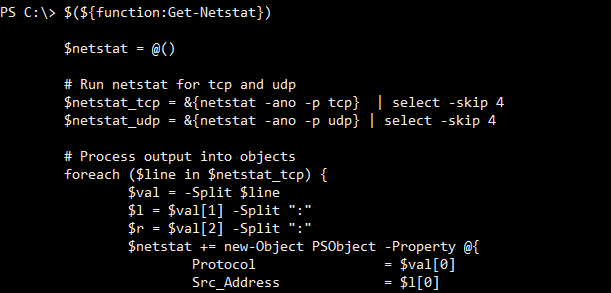 PS C:\> $(${function:Get-Netstat})
$netstat = @()
# Run netstat for tcp and udp
$netstat_tcp = &{netstat -ano -p tcp}  | select -skip 4
$netstat_udp = &{netstat -ano -p udp} | select -skip 4
# Process output into objects
foreach ($line in $netstat_tcp) {
$val = -Split $line
$l = $val[1] -Split ":"
$r = $val[2] -Split ":"
$netstat += new-Object PSObject -Property @{
Protocol                = $val[0]
Src_Address             = $l[0]